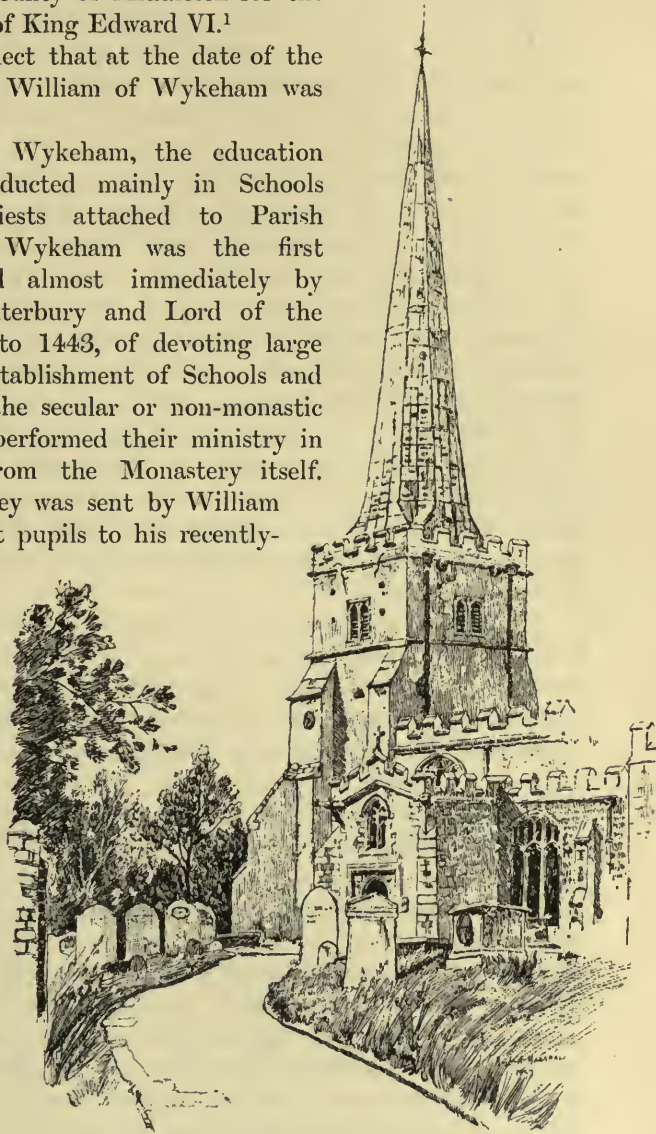 of King Edward VI.¹
ect that at the date of the
William of Wykeham was
Wykeham, the education
ducted mainly in Schools
iests attached to Parish
Wykeham was the first
l almost immediately by
terbury and Lord of the
to 1443, of devoting large
tablishment of Schools and
he secular or non-monastic
performed their ministry in
rom the Monastery itself.
ey was sent by William
t pupils to his recently-